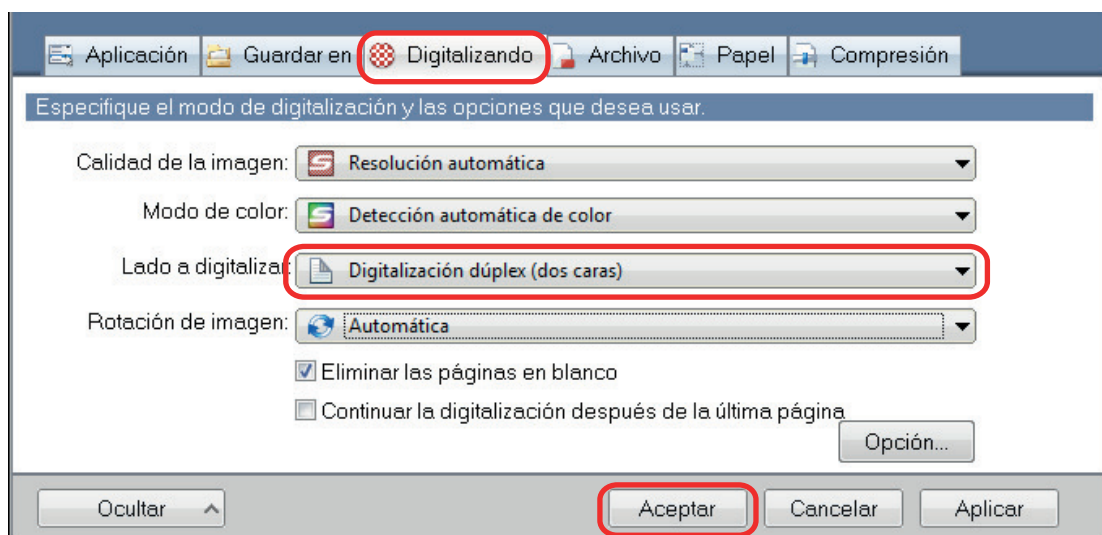 Aplicación Guardar en Digitalizando Archivo Papel Compresión
Especifique el modo de digitalización y las opciones que desea usar.
Calidad de la imagen: Resolución automática
Modo de color: Detección automática de color
Lado a digitalizar: Digitalización dúplex (dos caras)
Rotación de imagen: Automática
Eliminar las páginas en blanco
Continuar la digitalización después de la última página
Opción...
Ocultar Aceptar Cancelar Aplicar